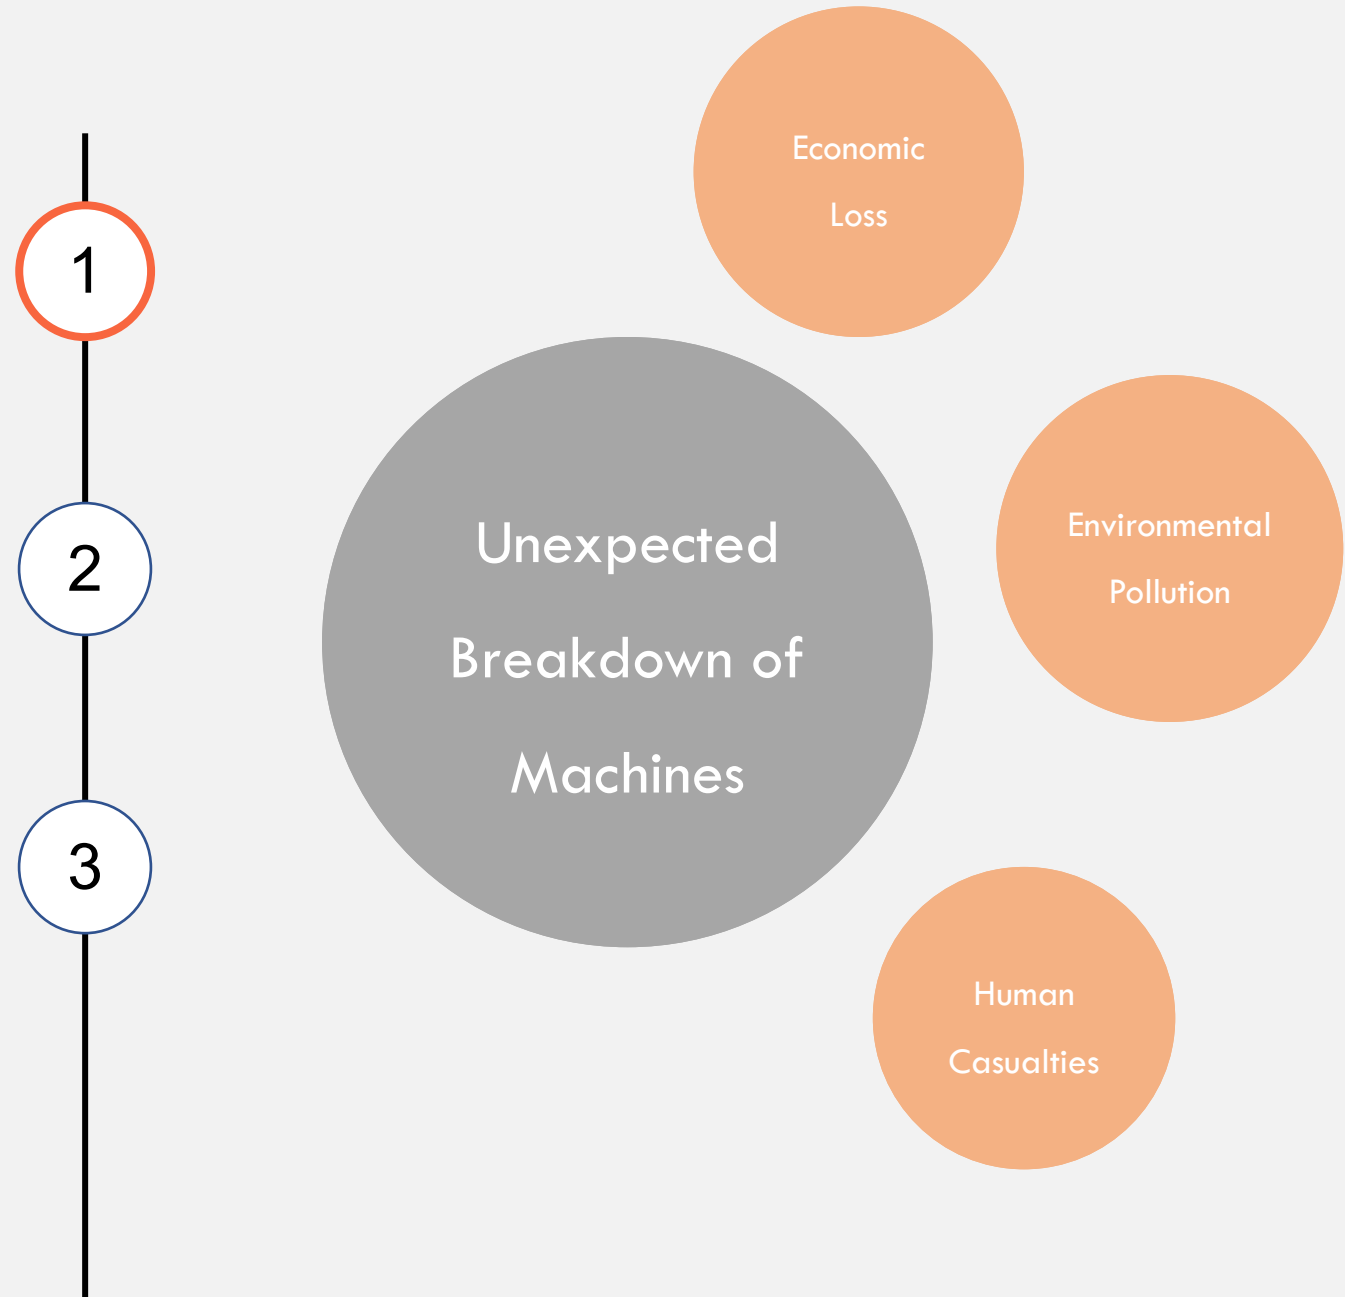 1
2
3
Unexpected
Breakdown of
Machines
Economic
Loss
Environmental
Pollution
Human
Casualties